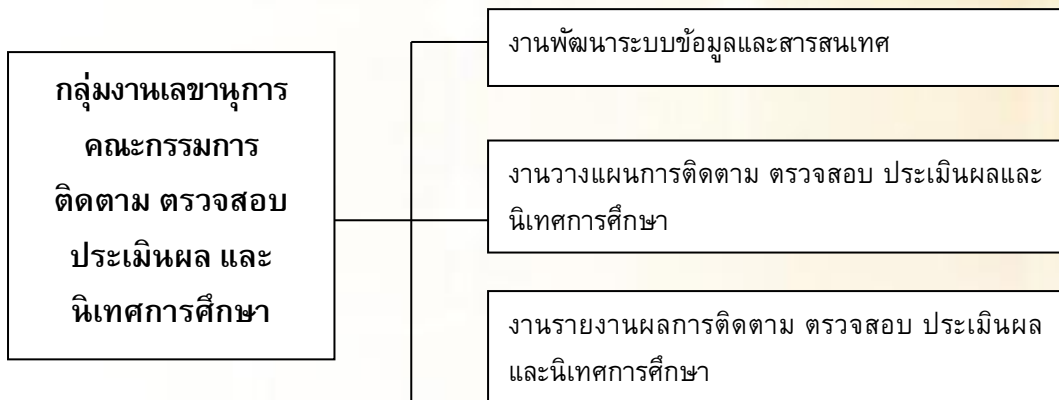 กลุ่มงานเลขานุการ
คณะกรรมการ
ติดตาม ตรวจสอบ
ประเมินผล และ
นิเทศการศึกษา
งานพัฒนาระบบข้อมูลและสารสนเทศ
งานวางแผนการติดตาม ตรวจสอบ ประเมินผลและ
นิเทศการศึกษา
งานรายงานผลการติดตาม ตรวจสอบ ประเมินผล
และนิเทศการศึกษา